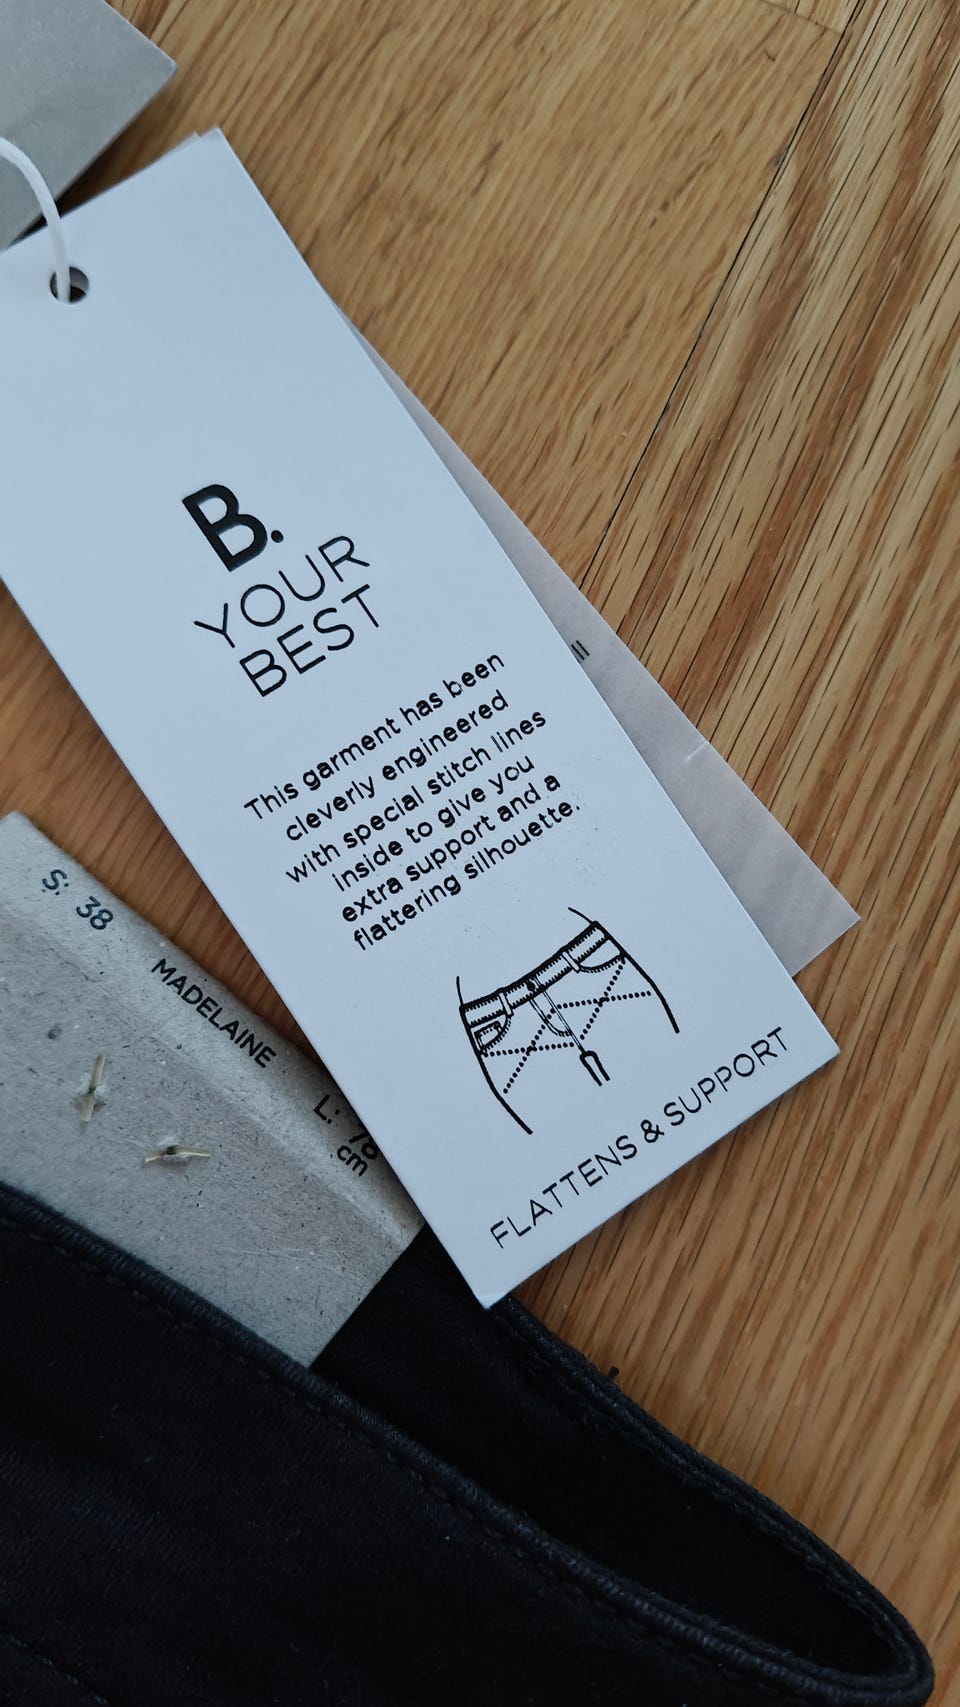 B.
YOUR
BEST
This garment has been
cleverly engineered
with special stitch lines
inside to give you
extra support and a
flattering silhouette.
FLATTENS & SUPPORT
S: 38
MADELAINE
L:
cm